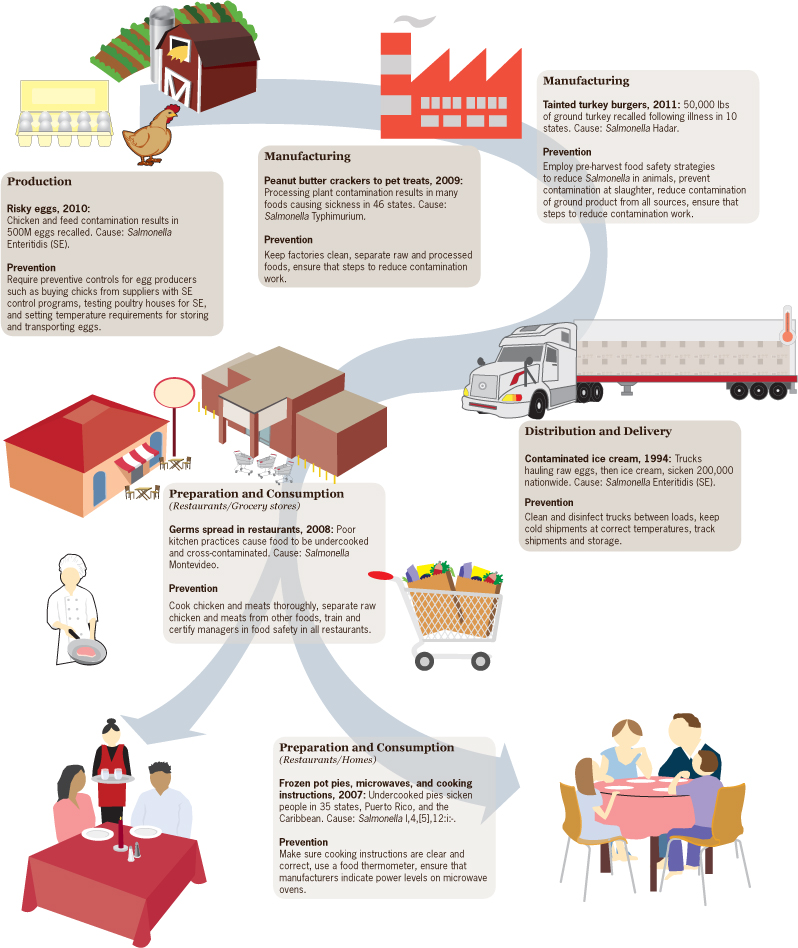 Manufacturing
Tainted turkey burgers, 2011: 50,000 lbs
of ground turkey recalled following illness in 10
states. Cause: Salmonella Hadar.
Prevention
Employ pre-harvest food safety strategies
to reduce Salmonella in animals, prevent
contamination at slaughter, reduce contamination
of ground product from all sources, ensure that
steps to reduce contamination work.
Manufacturing
Peanut butter crackers to pet treats, 2009:
Processing plant contamination results in many
foods causing sickness in 46 states. Cause:
Salmonella Typhimurium.
Prevention
Keep factories clean, separate raw and processed
foods, ensure that steps to reduce contamination
work.
Production
Risky eggs, 2010:
Chicken and feed contamination results in
500M eggs recalled. Cause: Salmonella
Enteritidis (SE).
Prevention
Require preventive controls for egg producers
such as buying chicks from suppliers with SE
control programs, testing poultry houses for SE,
and setting temperature requirements for storing
and transporting eggs.
Distribution and Delivery
Contaminated ice cream, 1994: Trucks
hauling raw eggs, then ice cream, sicken 200,000
nationwide. Cause: Salmonella Enteritidis (SE).
Prevention
Clean and disinfect trucks between loads, keep
cold shipments at correct temperatures, track
shipments and storage.
Preparation and Consumption
(Restaurants/Grocery stores)
Germs spread in restaurants, 2008: Poor
kitchen practices cause food to be undercooked
and cross-contaminated. Cause: Salmonella
Montevideo.
Prevention
Cook chicken and meats thoroughly, separate raw
chicken and meats from other foods, train and
certify managers in food safety in all restaurants.
Preparation and Consumption
(Restaurants/Homes)
Frozen pot pies, microwaves, and cooking
instructions, 2007: Undercooked pies sicken
people in 35 states, Puerto Rico, and the
Caribbean. Cause: Salmonella I,4,[5],12:i:-.
Prevention
Make sure cooking instructions are clear and
correct, use a food thermometer, ensure that
manufacturers indicate power levels on microwave
ovens.